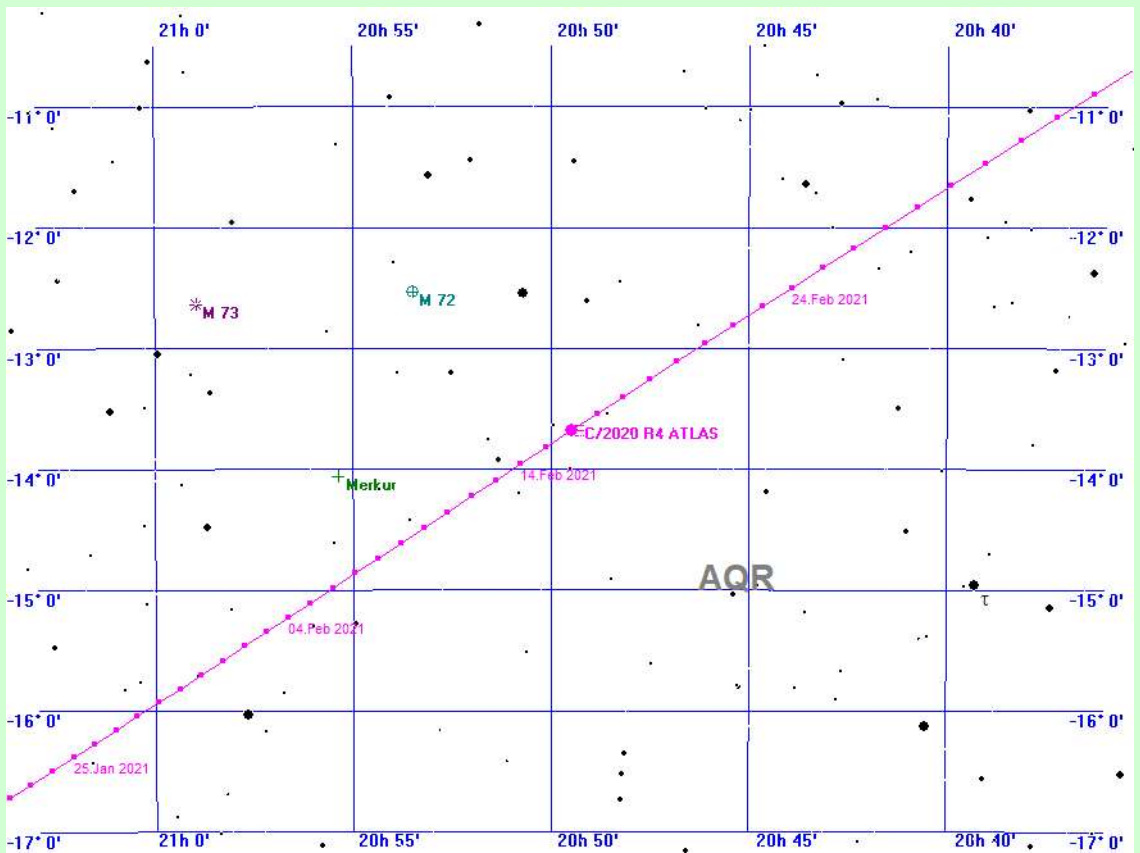 21h 0' 20h 55' 20h 50' 20h 45' 20h 40'
-11° 0' -11° 0'
-12° 0' -12° 0'
M 72
24.Feb 2021
M 73
-13° 0' -13° 0'
C/2020 R4 ATLAS
14.Feb 2021
-14° 0' -14° 0'
Merkur
AQR
-15° 0' -15° 0'
τ
04.Feb 2021
-16° 0' -16° 0'
25.Jan 2021
-17° 0' 21h 0' 20h 55' 20h 50' 20h 45' 20h 40' -17° 0'